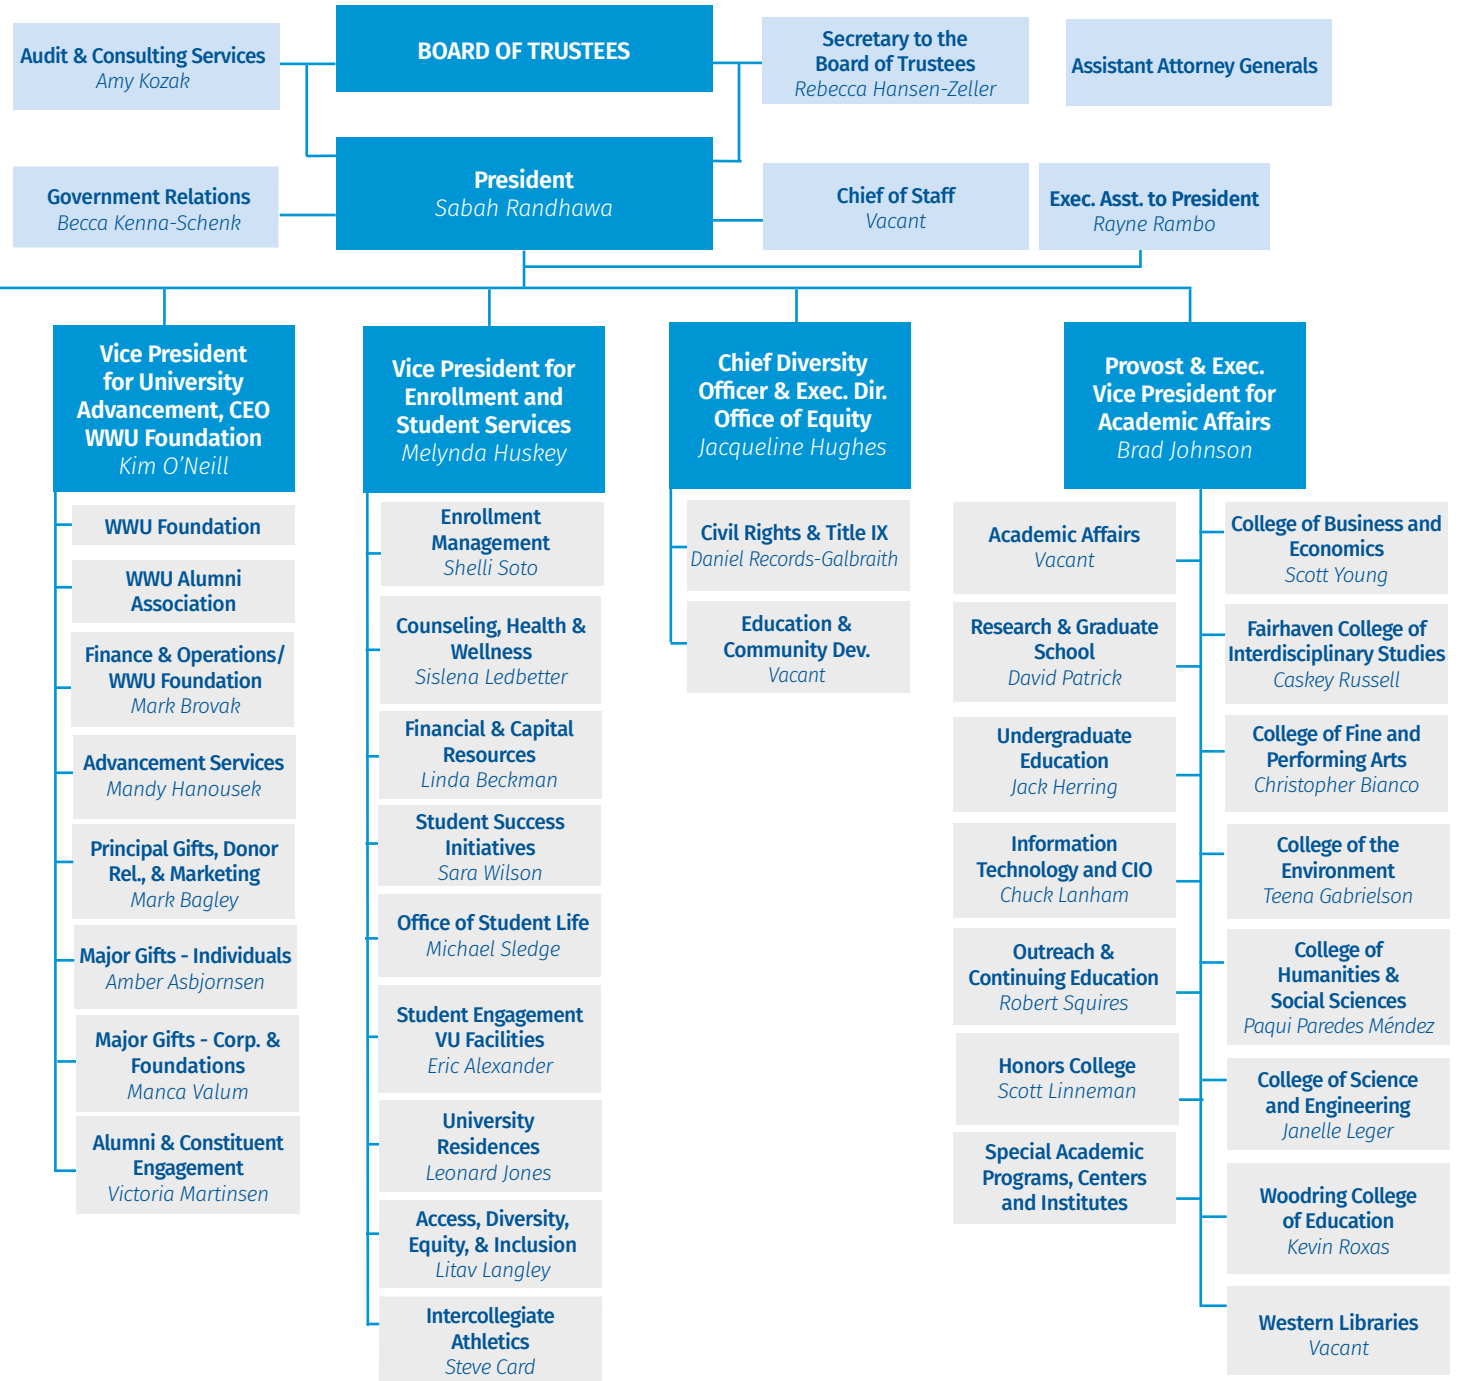 Audit & Consulting Services
Amy Kozak
BOARD OF TRUSTEES
Secretary to the
Board of Trustees
Rebecca Hansen-Zeller
Assistant Attorney Generals
Government Relations
Becca Kenna-Schenk
President
Sabah Randhawa
Chief of Staff
Vacant
Exec. Asst. to President
Rayne Rambo
Vice President
for University
Advancement, CEO
WWU Foundation
Kim O'Neill
WWU Foundation
WWU Alumni
Association
Finance & Operations/
WWU Foundation
Mark Brovak
Advancement Services
Mandy Hanousek
Principal Gifts, Donor
Rel., & Marketing
Mark Bagley
Major Gifts - Individuals
Amber Asbjornsen
Major Gifts - Corp. &
Foundations
Manca Valum
Alumni & Constituent
Engagement
Victoria Martinsen
Vice President for
Enrollment and
Student Services
Melynda Huskey
Enrollment
Management
Shelli Soto
Counseling, Health &
Wellness
Sislena Ledbetter
Financial & Capital
Resources
Linda Beckman
Student Success
Initiatives
Sara Wilson
Office of Student Life
Michael Sledge
Student Engagement
VU Facilities
Eric Alexander
University
Residences
Leonard Jones
Access, Diversity,
Equity, & Inclusion
Litav Langley
Intercollegiate
Athletics
Steve Card
Chief Diversity
Officer & Exec. Dir.
Office of Equity
Jacqueline Hughes
Civil Rights & Title IX
Daniel Records-Galbraith
Education &
Community Dev.
Vacant
Provost & Exec.
Vice President for
Academic Affairs
Brad Johnson
Academic Affairs
Vacant
Research & Graduate
School
David Patrick
Undergraduate
Education
Jack Herring
Information
Technology and CIO
Chuck Lanham
Outreach &
Continuing Education
Robert Squires
Honors College
Scott Linneman
Special Academic
Programs, Centers
and Institutes
College of Business and
Economics
Scott Young
Fairhaven College of
Interdisciplinary Studies
Caskey Russell
College of Fine and
Performing Arts
Christopher Bianco
College of the
Environment
Teena Gabrielson
College of
Humanities &
Social Sciences
Paqui Paredes Méndez
College of Science
and Engineering
Janelle Leger
Woodring College
of Education
Kevin Roxas
Western Libraries
Vacant